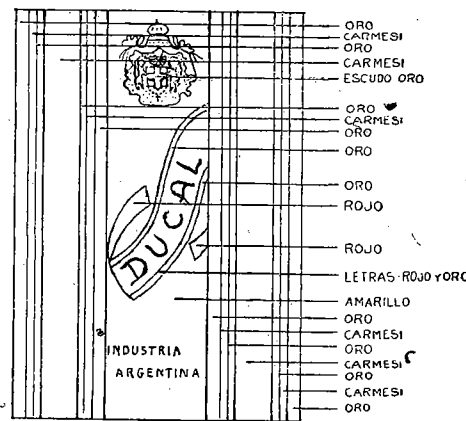 ORO
CARMESI
ORO
CARMESI
ESCUDO ORO
ORO
CARMESI
ORO
ORO
ORO
ROJO
ROJO
LETRAS-ROJO Y ORO
AMARILLO
ORO
CARMESI
ORO
CARMESI
ORO
CARMESI
ORO
DUCAL
INDUSTRIA
ARGENTINA